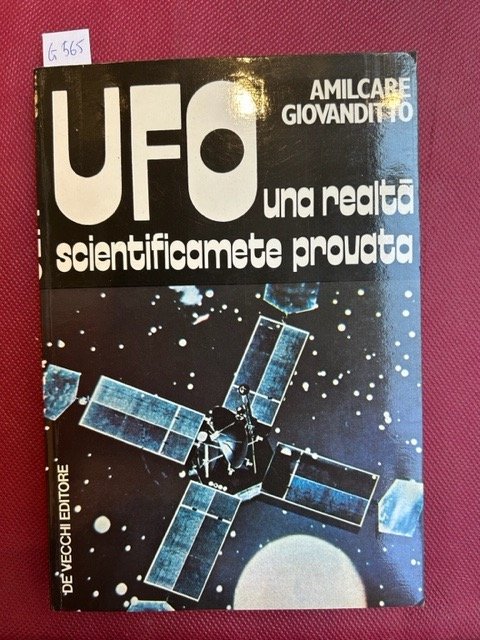 G 565
AMILCARE
GIOVANDITTO
UFO
una realtà
scientificamete provata
DE VECCHI EDITORE